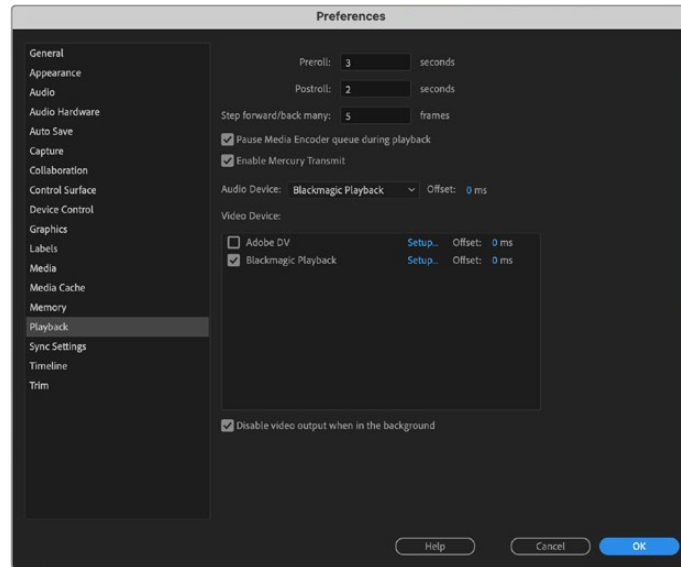 Preferences
General
Appearance
Audio
Audio Hardware
Auto Save
Capture
Collaboration
Control Surface
Device Control
Graphics
Labels
Media
Media Cache
Memory
Playback
Sync Settings
Timeline
Trim
Preroll: 3 seconds
Postroll: 2 seconds
Step forward/back many: 5 frames
Pause Media Encoder queue during playback
Enable Mercury Transmit
Audio Device: Blackmagic Playback Offset: 0 ms
Video Device:
Adobe DV Setup... Offset: 0 ms
Blackmagic Playback Setup... Offset: 0 ms
Disable video output when in the background
Help Cancel OK